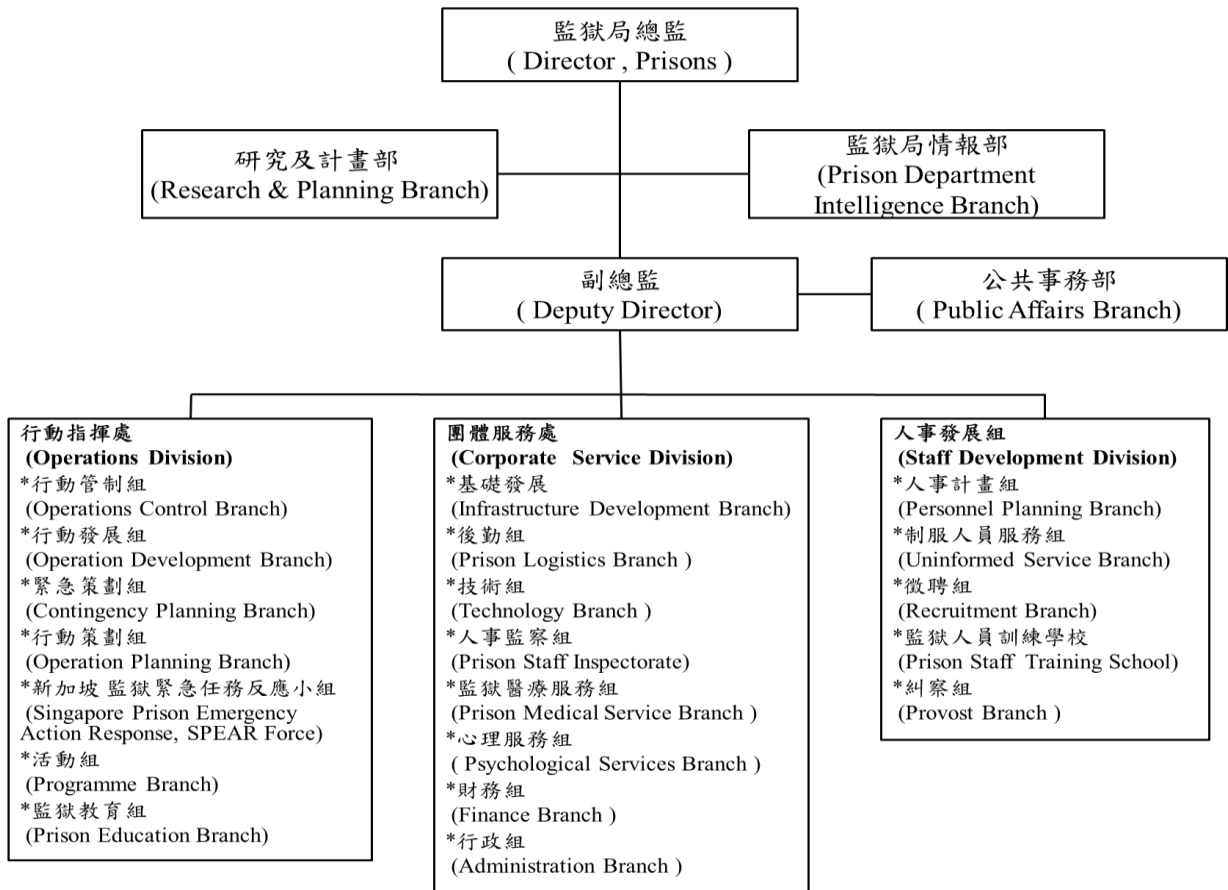 監獄局總監
( Director , Prisons )
研究及計畫部
(Research & Planning Branch)
監獄局情報部
(Prison Department
Intelligence Branch)
副總監
( Deputy Director)
公共事務部
( Public Affairs Branch)
行動指揮處
(Operations Division)
*行動管制組
(Operations Control Branch)
*行動發展組
(Operation Development Branch)
*緊急策劃組
(Contingency Planning Branch)
*行動策劃組
(Operation Planning Branch)
*新加坡 監獄緊急任務反應小組
(Singapore Prison Emergency
Action Response, SPEAR Force)
*活動組
(Programme Branch)
*監獄教育組
(Prison Education Branch)
團體服務處
(Corporate Service Division)
*基礎發展
(Infrastructure Development Branch)
*後勤組
(Prison Logistics Branch )
*技術組
(Technology Branch )
*人事監察組
(Prison Staff Inspectorate)
*監獄醫療服務組
(Prison Medical Service Branch )
*心理服務組
( Psychological Services Branch )
*財務組
(Finance Branch )
*行政組
(Administration Branch )
人事發展組
(Staff Development Division)
*人事計畫組
(Personnel Planning Branch)
*制服人員服務組
(Uninformed Service Branch)
*徵聘組
(Recruitment Branch)
*監獄人員訓練學校
(Prison Staff Training School)
*糾察組
(Provost Branch )